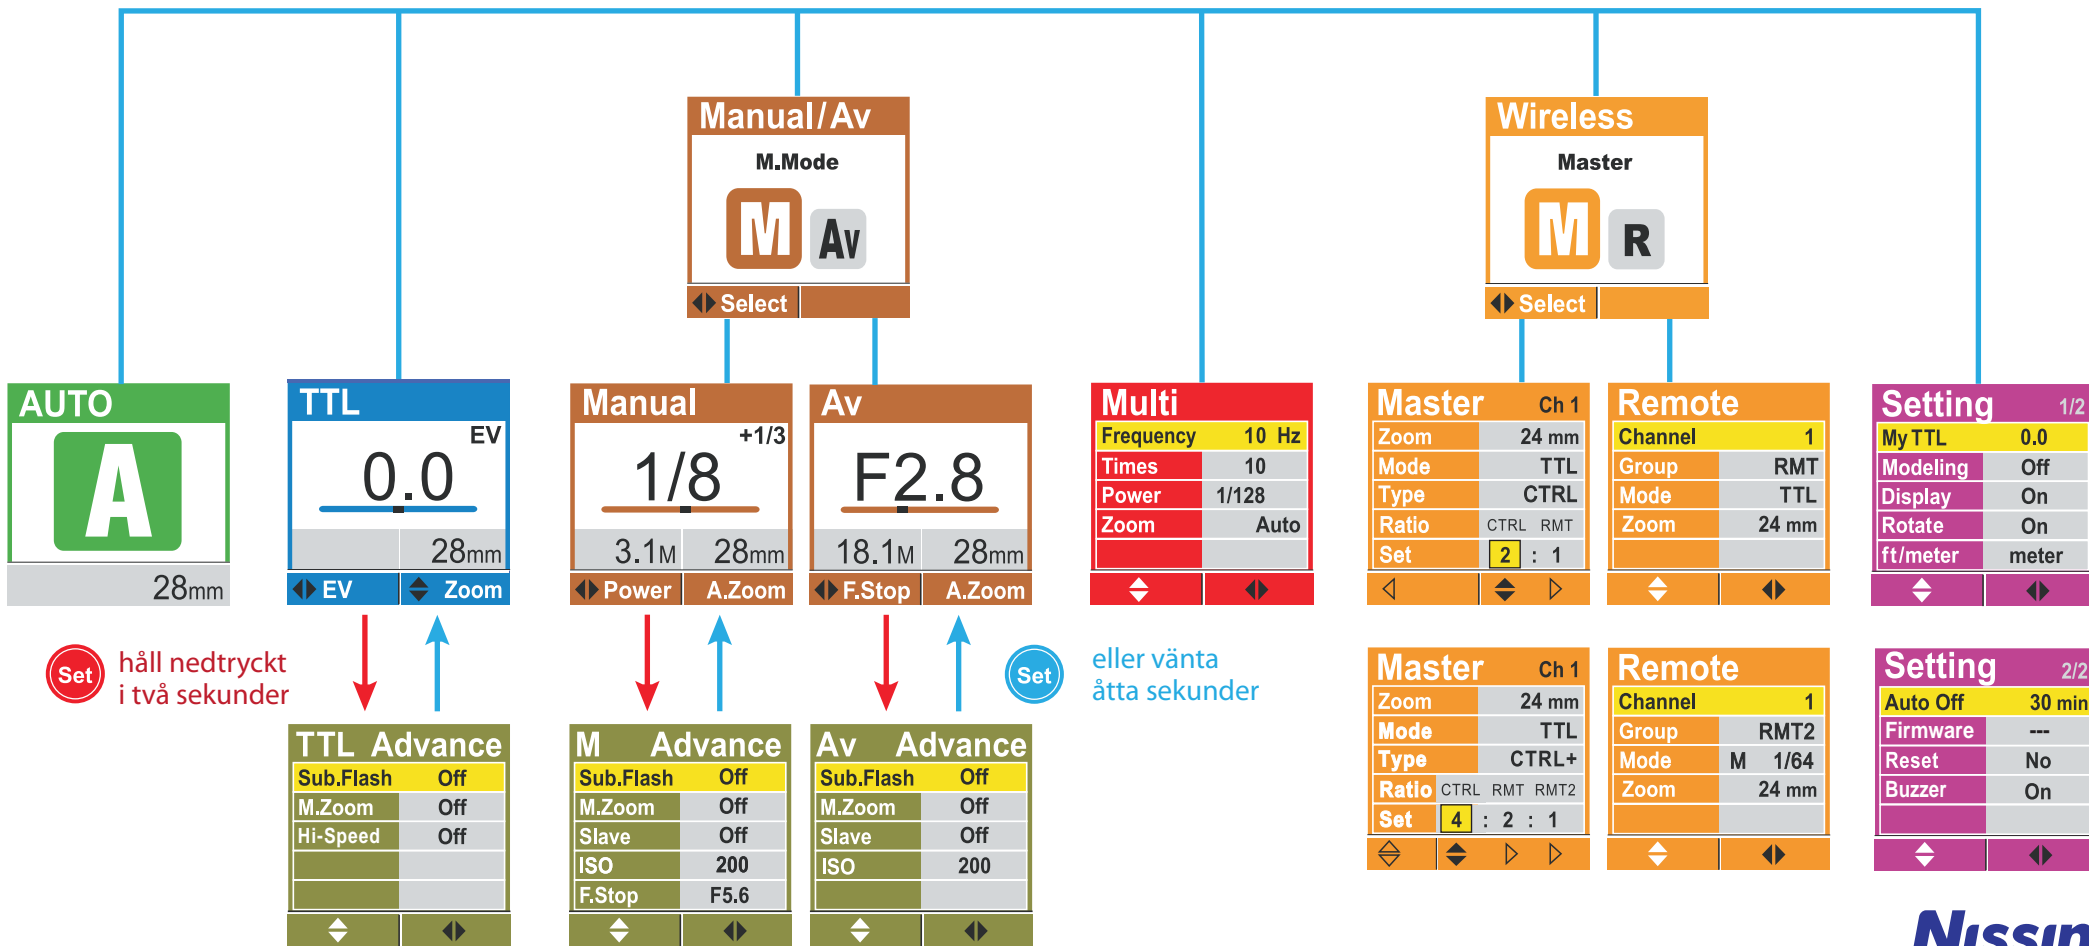 Manual/Av
M.Mode
M Av
Select
Wireless
Master
M R
Select
AUTO
A
28mm
TTL
EV
0.0
28mm
EV Zoom
Manual
+1/3
1/8
3.1M 28mm
Power A.Zoom
Av
F2.8
18.1M 28mm
F.Stop A.Zoom
Multi
Frequency 10 Hz
Times 10
Power 1/128
Zoom Auto
Master Ch 1
Zoom 24 mm
Mode TTL
Type CTRL
Ratio CTRL RMT
Set 2 : 1
Remote
Channel 1
Group RMT
Mode TTL
Zoom 24 mm
Setting 1/2
My TTL 0.0
Modeling Off
Display On
Rotate On
ft/meter meter
Set
håll nedtryckt
i två sekunder
Set
eller vänta
åtta sekunder
TTL Advance
Sub.Flash Off
M.Zoom Off
Hi-Speed Off
M Advance
Sub.Flash Off
M.Zoom Off
Slave Off
ISO 200
F.Stop F5.6
Av Advance
Sub.Flash Off
M.Zoom Off
Slave Off
ISO 200
Master Ch 1
Zoom 24 mm
Mode TTL
Type CTRL+
Ratio CTRL RMT RMT2
Set 4 : 2 : 1
Remote
Channel 1
Group RMT2
Mode M 1/64
Zoom 24 mm
Setting 2/2
Auto Off 30 min
Firmware ---
Reset No
Buzzer On
Nissin